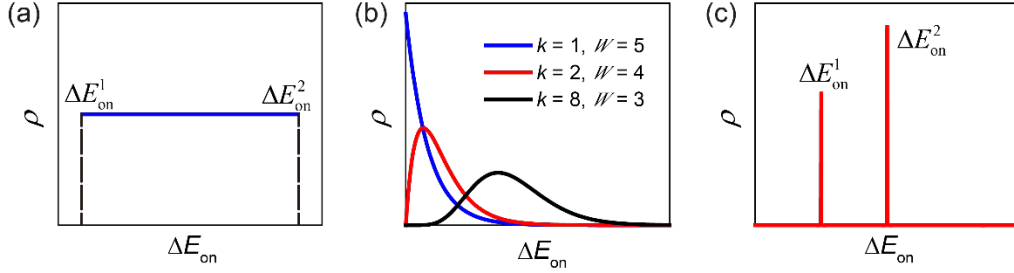 (a)
ΔE¹on
ΔE²on
ρ
ΔEon
(b)
k = 1, W = 5
k = 2, W = 4
k = 8, W = 3
ρ
ΔEon
(c)
ΔE¹on
ΔE²on
ρ
ΔEon